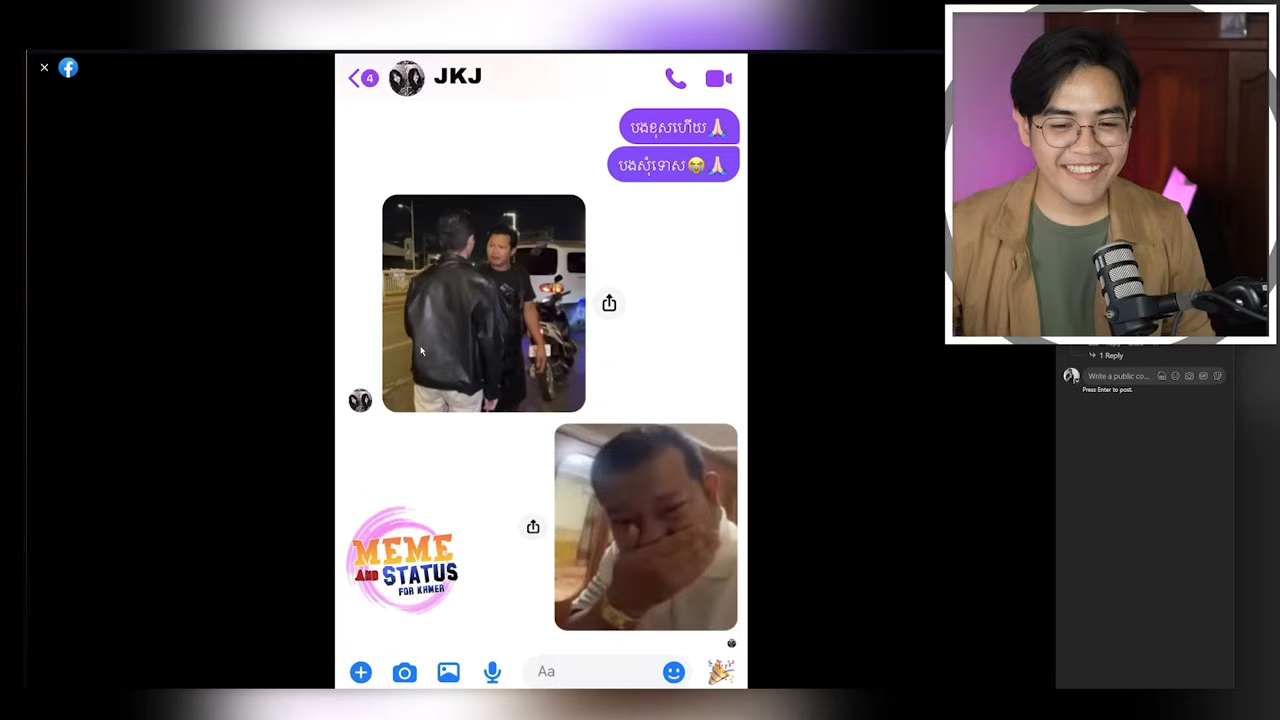 4
JKJ
បងខុសហើយ🙏🏻
បងសុំទោស😭🙏🏻
MEME
AND STATUS
FOR KHMER
Aa
1 Reply
Write a public co...
Press Enter to post.